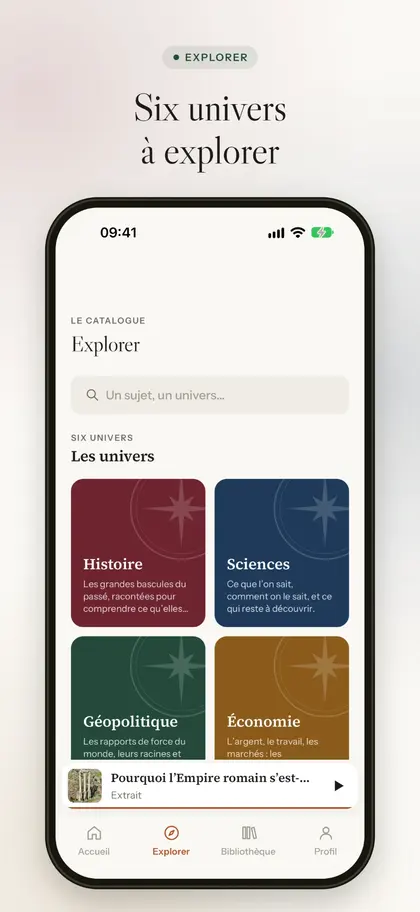 EXPLORER
Six univers
à explorer
09:41
LE CATALOGUE
Explorer
Un sujet, un univers...
SIX UNIVERS
Les univers
Histoire
Les grandes bascules du
passé, racontées pour
comprendre ce qu'elles...
Sciences
Ce que l'on sait,
comment on le sait, et ce
qui reste à découvrir.
Géopolitique
Les rapports de force du
monde, leurs racines et
Économie
L'argent, le travail, les
marchés : les
Pourquoi l'Empire romain s'est-...
Extrait
Accueil
Explorer
Bibliothèque
Profil